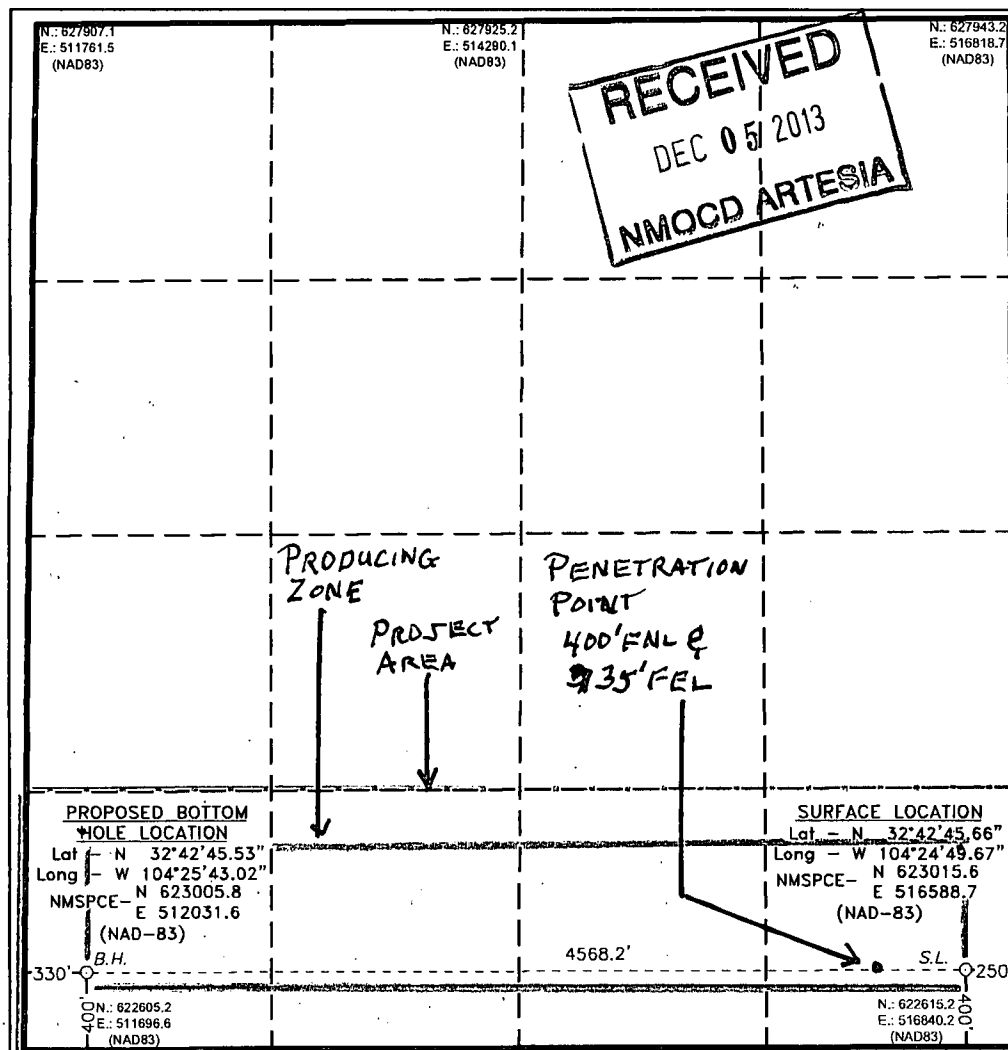 N.: 627907.1
E.: 511761.5
(NAD83)
N.: 627925.2
E.: 514280.1
(NAD83)
N.: 627943.2
E.: 516818.7
(NAD83)
RECEIVED
DEC 05 2013
NMOCD ARTESIA
PRODUCING
ZONE
PROJECT
AREA
PENETRATION
POINT
400' FNL &
735' FEL
PROPOSED BOTTOM
HOLE LOCATION
Lat - N 32°42'45.53"
Long - W 104°25'43.02"
NMSPCE- N 623005.8
E 512031.6
(NAD-83)
SURFACE LOCATION
Lat - N 32°42'45.66"
Long - W 104°24'49.67"
NMSPCE- N 623015.6
E 516588.7
(NAD-83)
330'
B.H.
4568.2'
S.L.
250
400'
N.: 622605.2
E.: 511696.6
(NAD83)
N.: 622615.2
E.: 516840.2
(NAD83)
400'